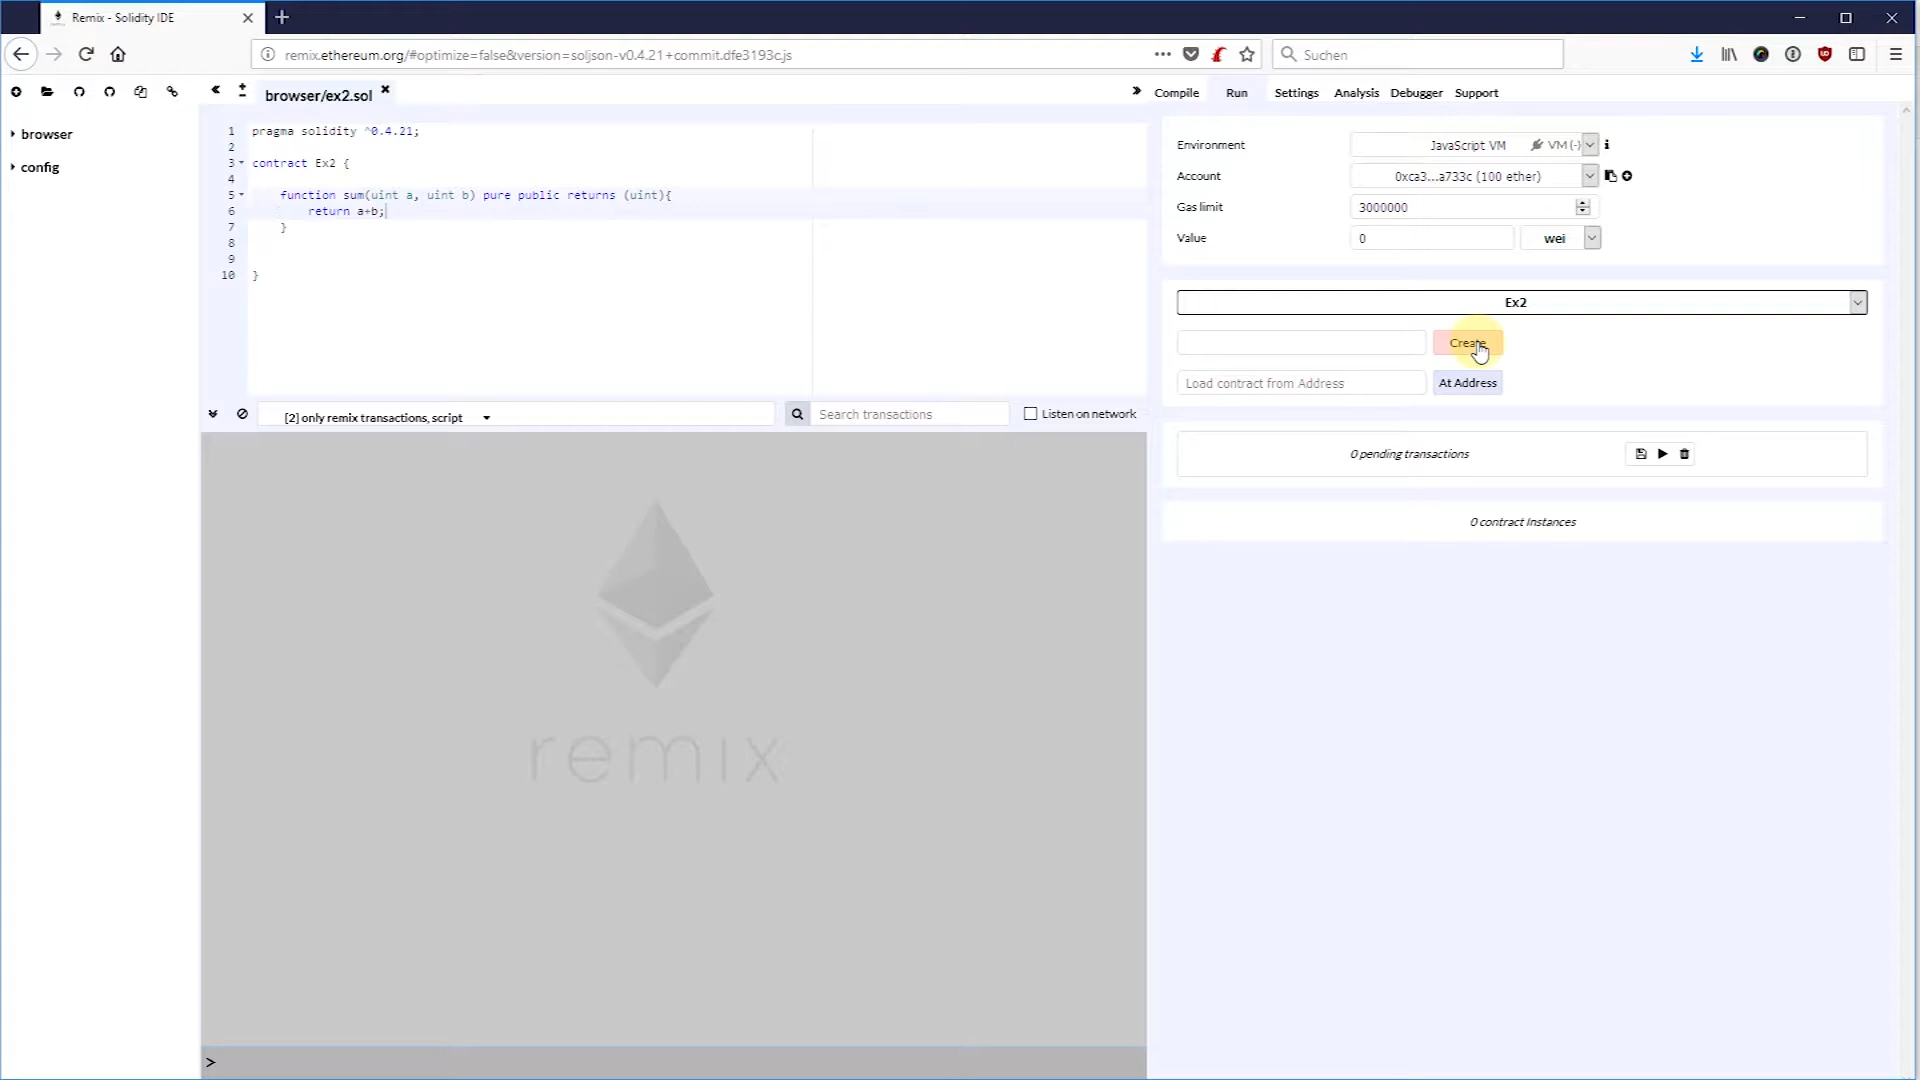 Remix - Solidity IDE
remix.ethereum.org/#optimize=false&version=soljson-v0.4.21+commit.dfe3193c.js
Suchen
browser/ex2.sol
Compile Run Settings Analysis Debugger Support
browser
config
1 pragma solidity ^0.4.21;
2
3 contract Ex2 {
4
5 function sum(uint a, uint b) pure public returns (uint){
6 return a+b;
7 }
8
9
10 }
Environment JavaScript VM VM (-)
Account 0xca3...a733c (100 ether)
Gas limit 3000000
Value 0 wei
Ex2
Create
Load contract from Address At Address
[2] only remix transactions, script
Search transactions
Listen on network
0 pending transactions
0 contract Instances
remix
>